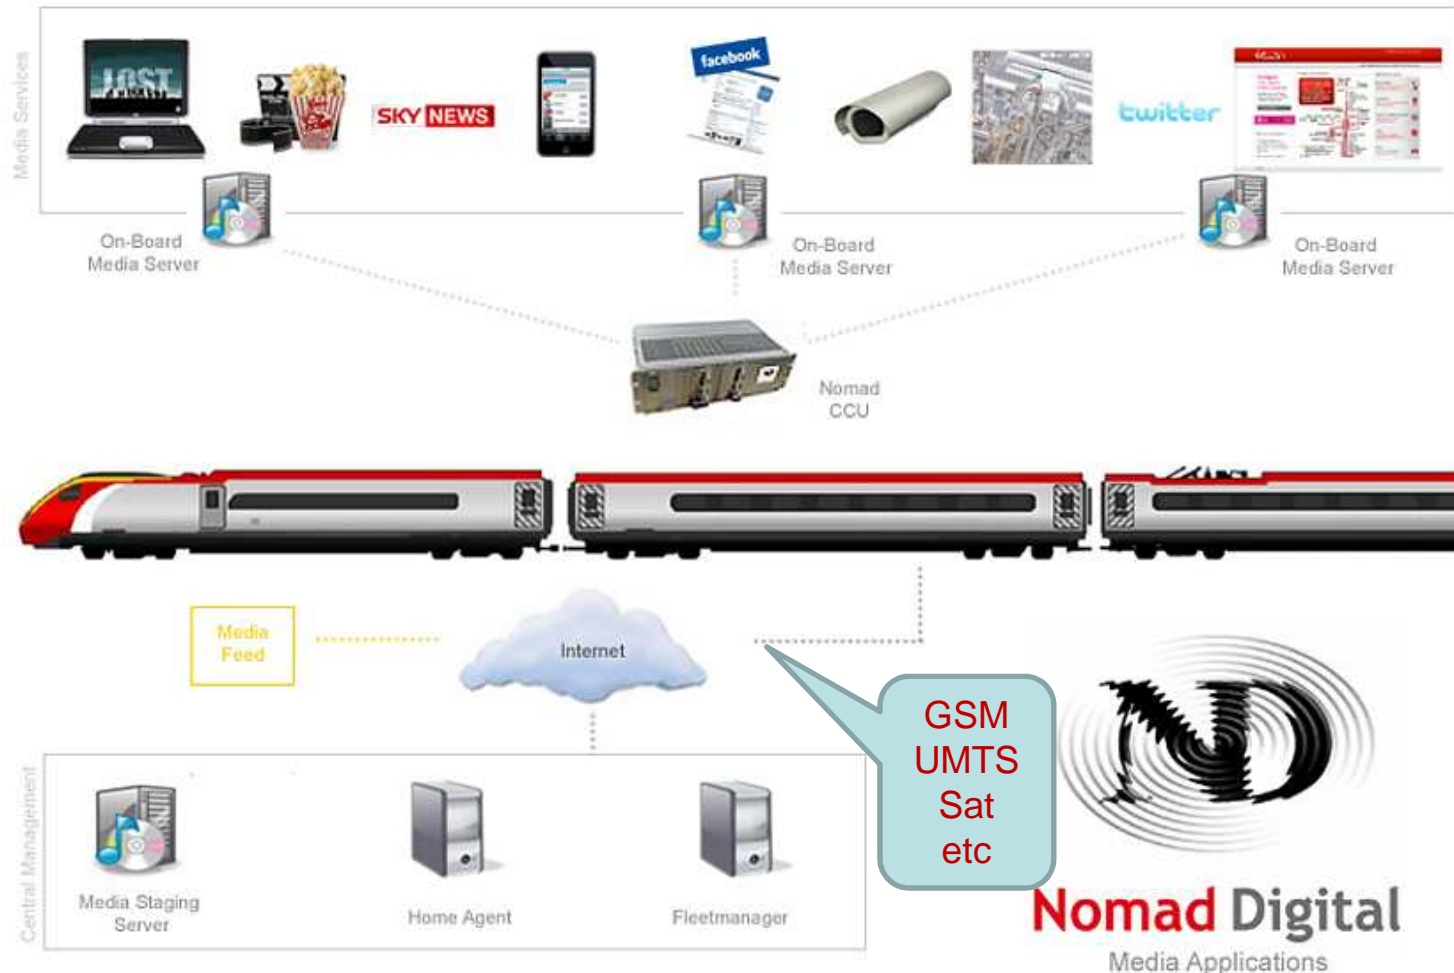 Media Services
LOST
SKY NEWS
facebook
twitter
On-Board
Media Server
On-Board
Media Server
On-Board
Media Server
Nomad
CCU
Media
Feed
Internet
GSM
UMTS
Sat
etc
Central Management
Media Staging
Server
Home Agent
Fleetmanager
ND
Nomad Digital
Media Applications